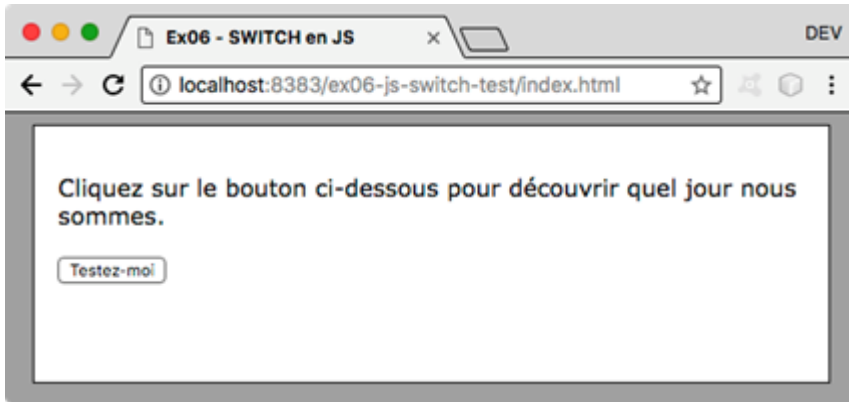 Ex06 - SWITCH en JS
DEV
localhost:8383/ex06-js-switch-test/index.html
Cliquez sur le bouton ci-dessous pour découvrir quel jour nous
sommes.
Testez-moi